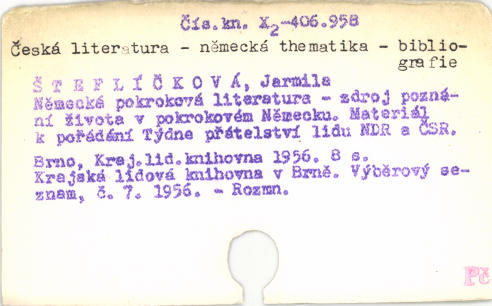 Čís.kn. X2-406.958
Česká literatura - německá thematika - biblio-
grafie
ŠTEFLÍČKOVÁ, Jarmila
Německá pokroková literatura - zdroj pozná-
ní života v pokrokovém Německu. Materiál
k pořádání Týdne přátelství lidu NDR a ČSR.
Brno, Kraj.lid.knihovna 1956. 8 s.
Krajská lidová knihovna v Brně. Výběrový se-
znam, č. 7. 1956. - Rozmn.
Pč